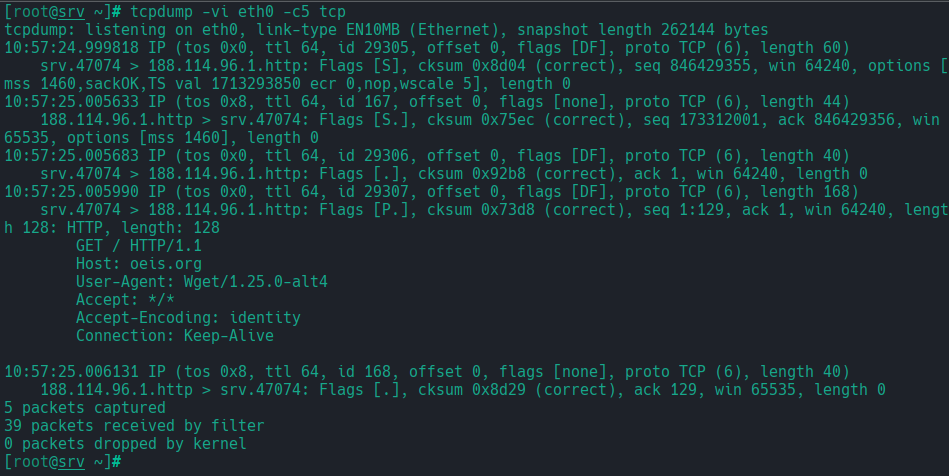 [root@srv ~]# tcpdump -vi eth0 -c5 tcp
tcpdump: listening on eth0, link-type EN10MB (Ethernet), snapshot length 262144 bytes
10:57:24.999818 IP (tos 0x0, ttl 64, id 29305, offset 0, flags [DF], proto TCP (6), length 60)
    srv.47074 > 188.114.96.1.http: Flags [S], cksum 0x8d04 (correct), seq 846429355, win 64240, options [
mss 1460,sackOK,TS val 1713293850 ecr 0,nop,wscale 5], length 0
10:57:25.005633 IP (tos 0x8, ttl 64, id 167, offset 0, flags [none], proto TCP (6), length 44)
    188.114.96.1.http > srv.47074: Flags [S.], cksum 0x75ec (correct), seq 173312001, ack 846429356, win
65535, options [mss 1460], length 0
10:57:25.005683 IP (tos 0x0, ttl 64, id 29306, offset 0, flags [DF], proto TCP (6), length 40)
    srv.47074 > 188.114.96.1.http: Flags [.], cksum 0x92b8 (correct), ack 1, win 64240, length 0
10:57:25.005990 IP (tos 0x0, ttl 64, id 29307, offset 0, flags [DF], proto TCP (6), length 168)
    srv.47074 > 188.114.96.1.http: Flags [P.], cksum 0x73d8 (correct), seq 1:129, ack 1, win 64240, lengt
h 128: HTTP, length: 128
        GET / HTTP/1.1
        Host: oeis.org
        User-Agent: Wget/1.25.0-alt4
        Accept: */*
        Accept-Encoding: identity
        Connection: Keep-Alive

10:57:25.006131 IP (tos 0x8, ttl 64, id 168, offset 0, flags [none], proto TCP (6), length 40)
    188.114.96.1.http > srv.47074: Flags [.], cksum 0x8d29 (correct), ack 129, win 65535, length 0
5 packets captured
39 packets received by filter
0 packets dropped by kernel
[root@srv ~]#